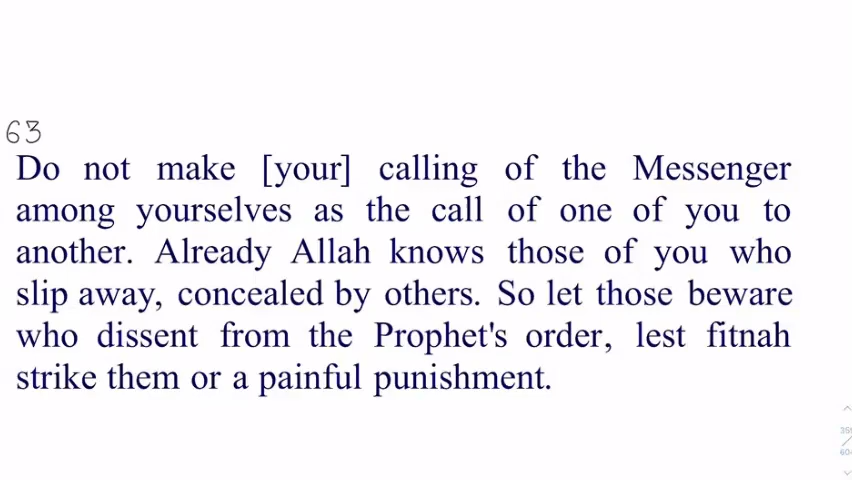 63
Do not make [your] calling of the Messenger
among yourselves as the call of one of you to
another. Already Allah knows those of you who
slip away, concealed by others. So let those beware
who dissent from the Prophet's order, lest fitnah
strike them or a painful punishment.